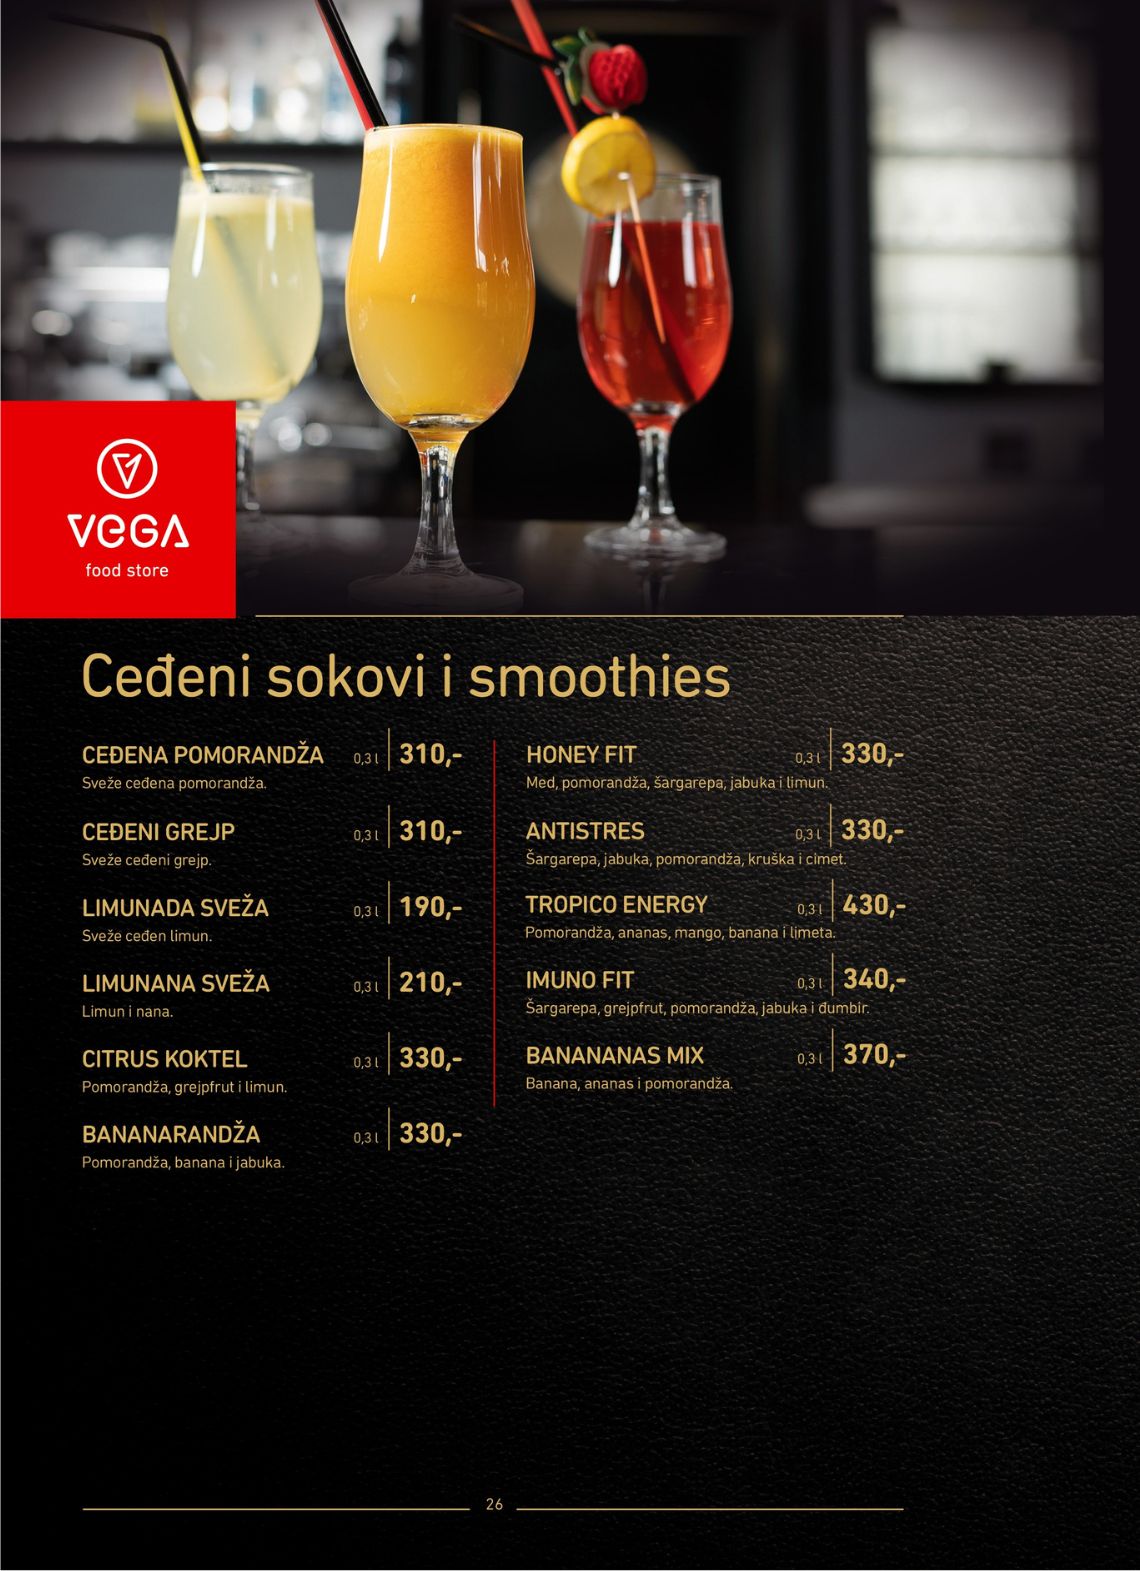 VEGA
food store
Ceđeni sokovi i smoothies
CEĐENA POMORANDŽA 0,3 l 310,-
Sveže ceđena pomorandža.
CEĐENI GREJP 0,3 l 310,-
Sveže ceđeni grejp.
LIMUNADA SVEŽA 0,3 l 190,-
Sveže ceđen limun.
LIMUNANA SVEŽA 0,3 l 210,-
Limun i nana.
CITRUS KOKTEL 0,3 l 330,-
Pomorandža, grejpfrut i limun.
BANANARANDŽA 0,3 l 330,-
Pomorandža, banana i jabuka.
HONEY FIT 0,3 l 330,-
Med, pomorandža, šargarepa, jabuka i limun.
ANTISTRES 0,3 l 330,-
Šargarepa, jabuka, pomorandža, kruška i cimet.
TROPICO ENERGY 0,3 l 430,-
Pomorandža, ananas, mango, banana i limeta.
IMUNO FIT 0,3 l 340,-
Šargarepa, grejpfrut, pomorandža, jabuka i đumbir.
BANANANAS MIX 0,3 l 370,-
Banana, ananas i pomorandža.
26